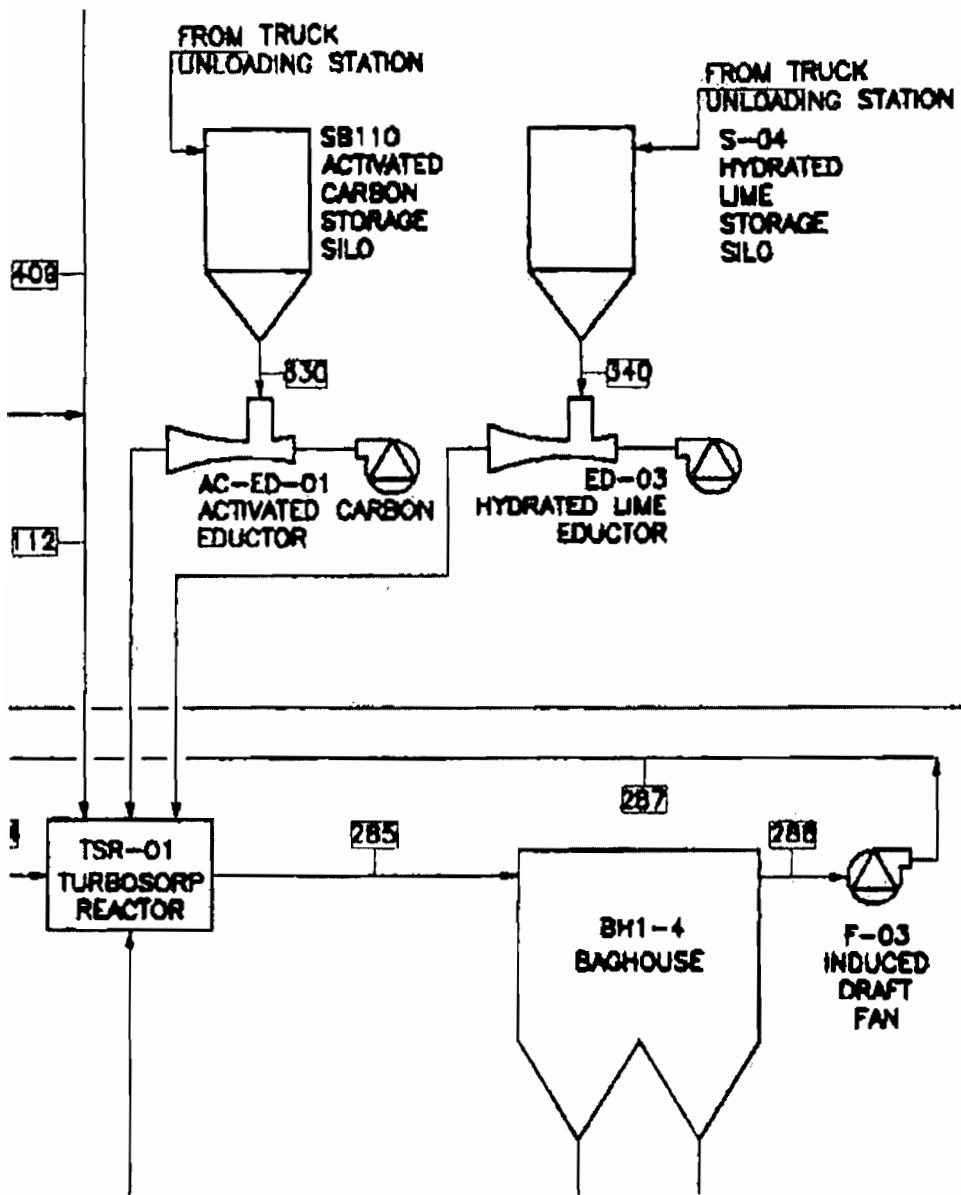 FROM TRUCK
UNLOADING STATION
FROM TRUCK
UNLOADING STATION
SB110
ACTIVATED
CARBON
STORAGE
SILO
S-04
HYDRATED
LIME
STORAGE
SILO
409
330
340
AC-ED-01
ACTIVATED CARBON
EDUCTOR
ED-03
HYDRATED LIME
EDUCTOR
112
287
285
286
TSR-01
TURBOSORP
REACTOR
BH1-4
BAGHOUSE
F-03
INDUCED
DRAFT
FAN